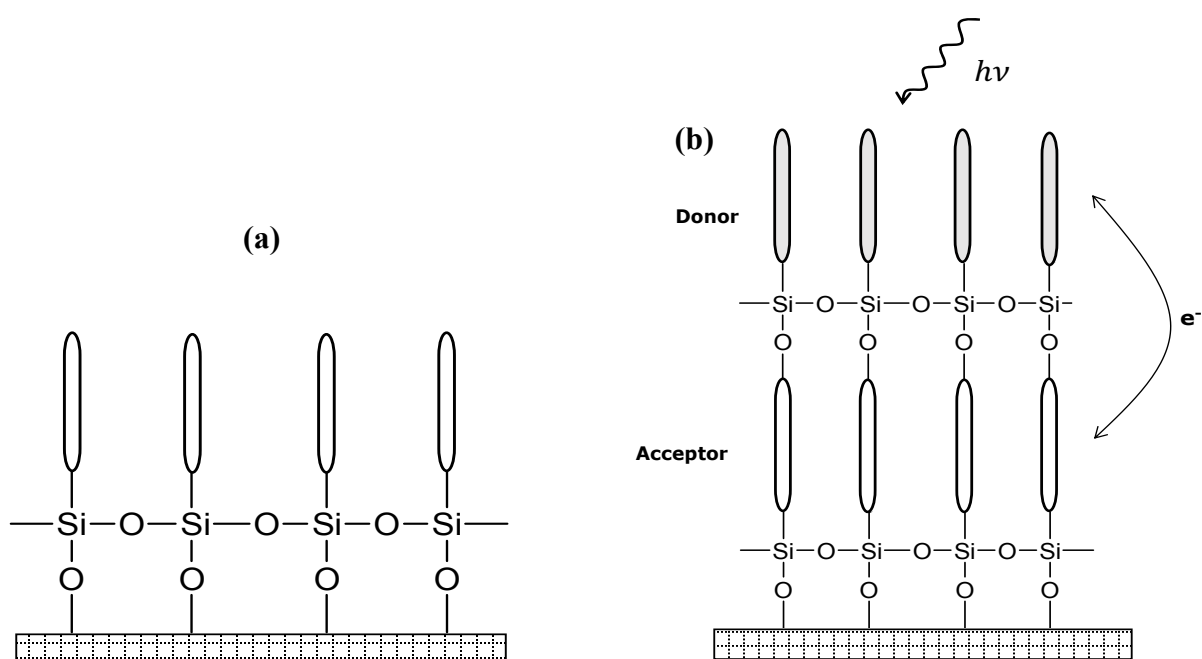 (a)
Si O Si O Si O Si
O O O O
hν
(b)
Donor
Si O Si O Si O Si
O O O O
e⁻
Acceptor
Si O Si O Si O Si
O O O O